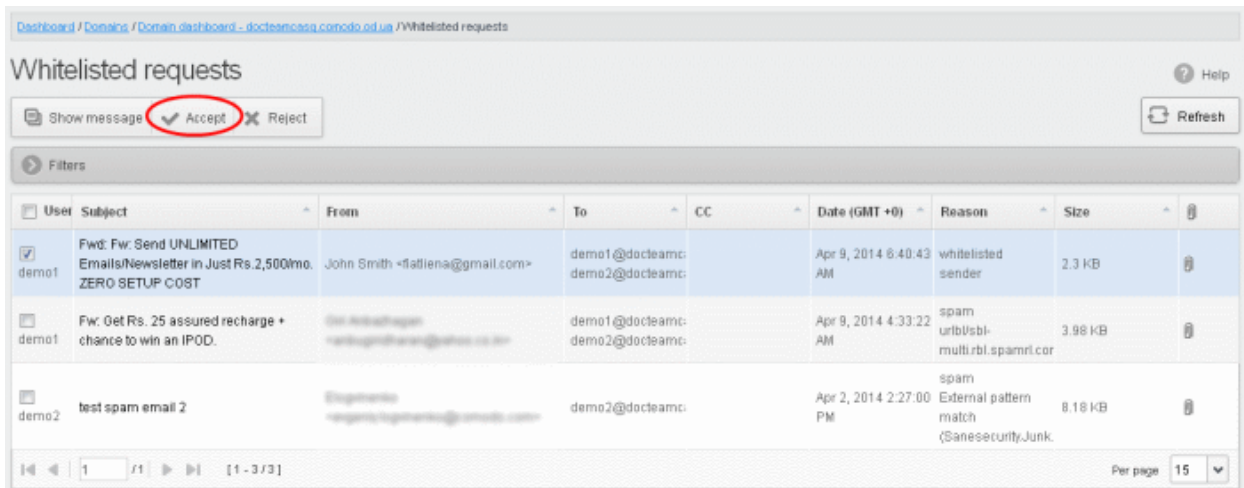 Dashboard / Domains / Domain dashboard - docteamcasg.comodo.od.ua / Whitelisted requests
Whitelisted requests
Help
Show message Accept Reject
Refresh
Filters
User Subject From To CC Date (GMT +0) Reason Size
demo1
Fwd: Fw: Send UNLIMITED
Emails/Newsletter in Just Rs.2,500/mo.
ZERO SETUP COST
John Smith <flatliena@gmail.com>
demo1@docteamc
demo2@docteamc
Apr 9, 2014 6:40:43
AM
whitelisted
sender
2.3 KB
demo1
Fw: Get Rs. 25 assured recharge +
chance to win an IPOD.
demo1@docteamc
demo2@docteamc
Apr 9, 2014 4:33:22
AM
spam
urlbl/sbl-
multi.rbl.spamrl.cor
3.98 KB
demo2
test spam email 2
demo2@docteamc
Apr 2, 2014 2:27:00
PM
spam
External pattern
match
(Sanesecurity.Junk.
8.18 KB
1 /1 [1 - 3 / 3]
Per page 15